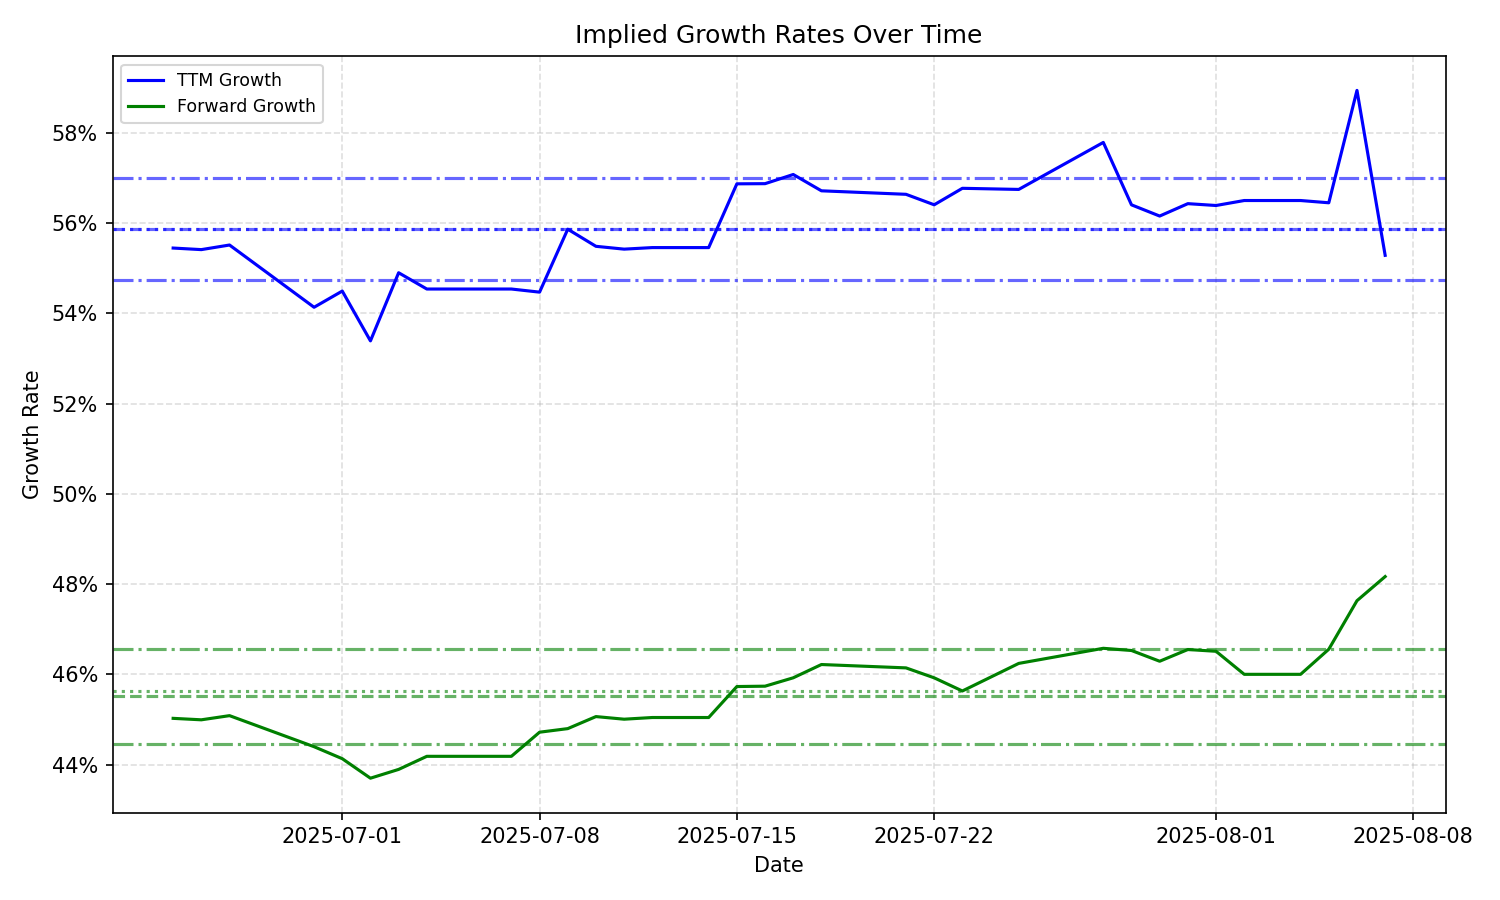 Implied Growth Rates Over Time
TTM Growth
Forward Growth
58%
56%
54%
52%
50%
48%
46%
44%
Growth Rate
2025-07-01
2025-07-08
2025-07-15
2025-07-22
2025-08-01
2025-08-08
Date